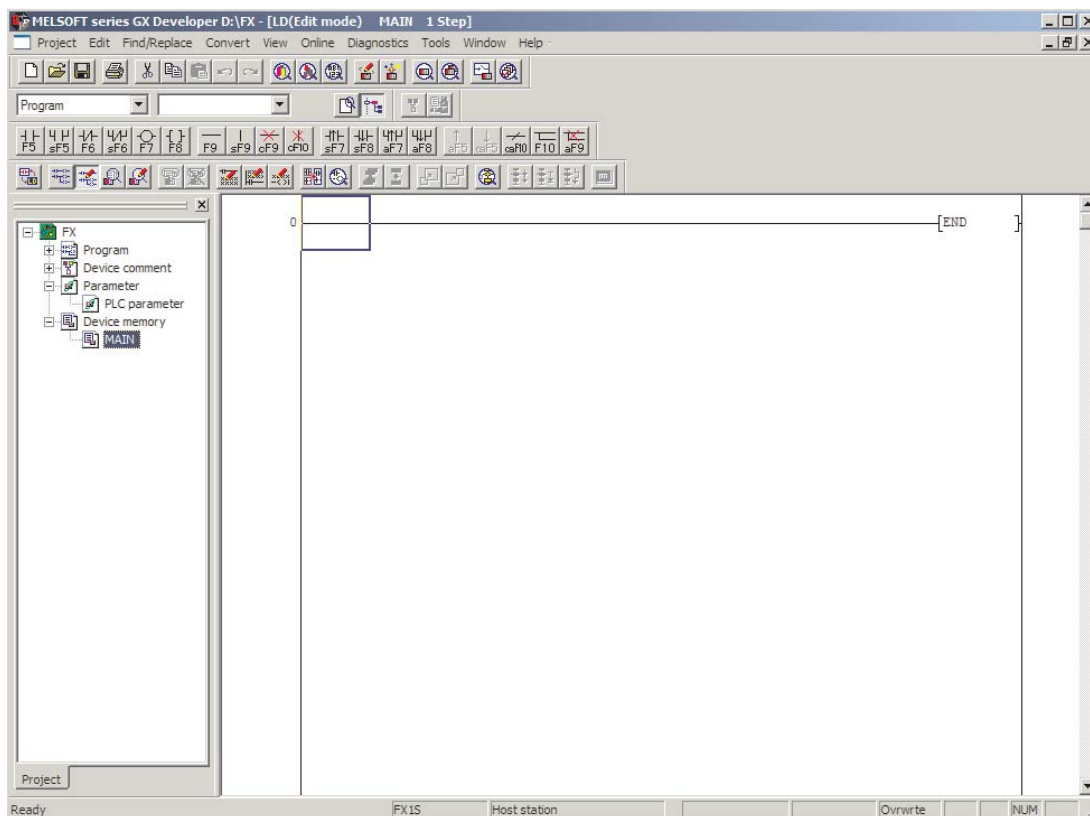 MELSOFT series GX Developer D:\FX - [LD(Edit mode) MAIN 1 Step]
Project Edit Find/Replace Convert View Online Diagnostics Tools Window Help
Program
F5 sF5 F6 sF6 F7 F8 F9 sF9 cF9 cF10 sF7 sF8 aF7 aF8 aF5 caF5 caF10 F10 aF9
0 END
FX
Program
Device comment
Parameter
PLC parameter
Device memory
MAIN
Project
Ready FX1S Host station Ovrwrte NUM